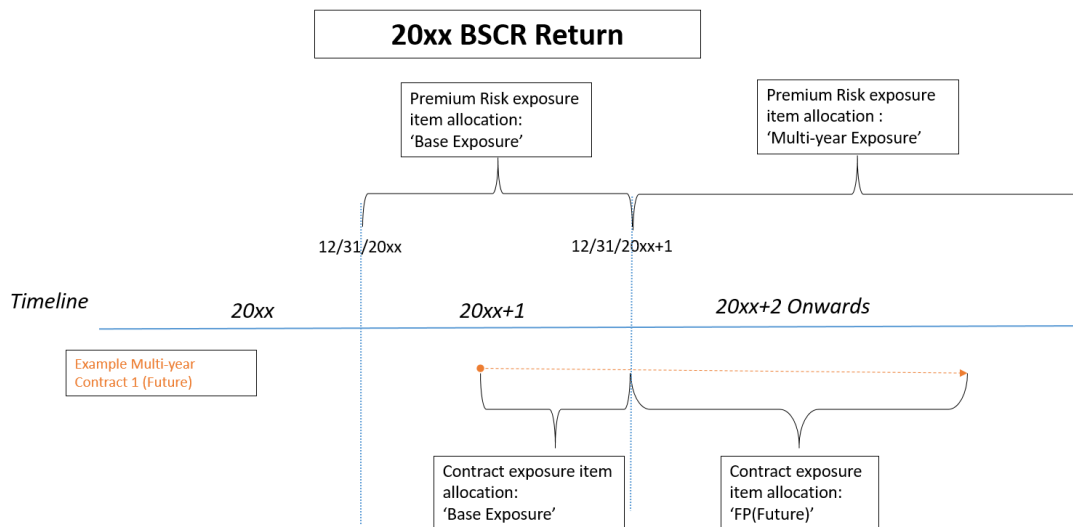 20xx BSCR Return
Premium Risk exposure
item allocation:
‘Base Exposure’
Premium Risk exposure
item allocation :
‘Multi-year Exposure’
12/31/20xx
12/31/20xx+1
Timeline
20xx
20xx+1
20xx+2 Onwards
Example Multi-year
Contract 1 (Future)
Contract exposure item
allocation:
‘Base Exposure’
Contract exposure
item allocation:
‘FP(Future)’